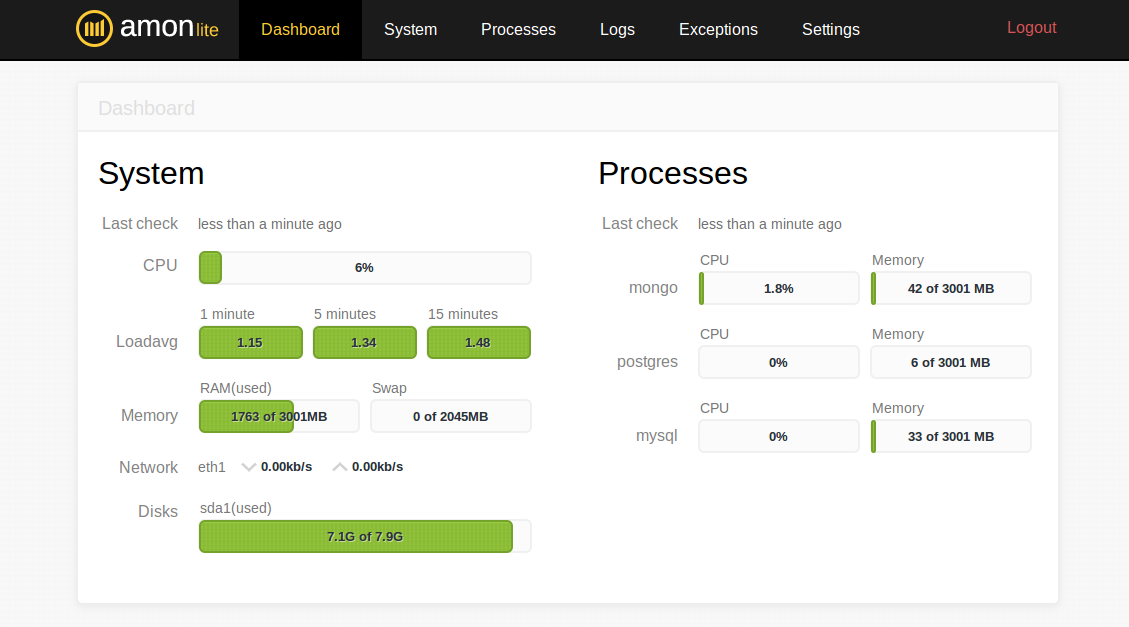 amonlite Dashboard System Processes Logs Exceptions Settings Logout
Dashboard
System
Last check less than a minute ago
CPU 6%
1 minute 5 minutes 15 minutes
Loadavg 1.15 1.34 1.48
RAM(used) Swap
Memory 1763 of 3001MB 0 of 2045MB
Network eth1 0.00kb/s 0.00kb/s
sda1(used)
Disks 7.1G of 7.9G
Processes
Last check less than a minute ago
CPU Memory
mongo 1.8% 42 of 3001 MB
CPU Memory
postgres 0% 6 of 3001 MB
CPU Memory
mysql 0% 33 of 3001 MB